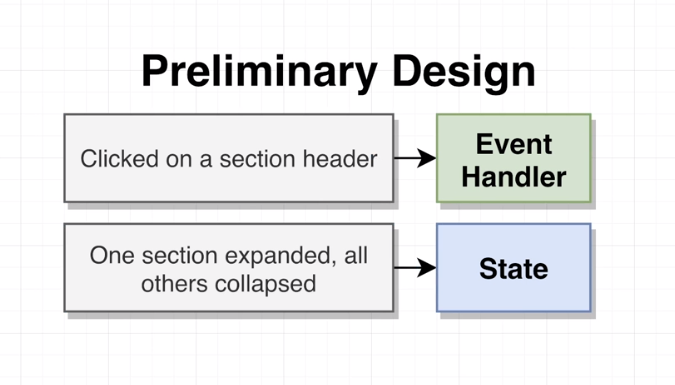 Preliminary Design
Clicked on a section header
Event
Handler
One section expanded, all
others collapsed
State